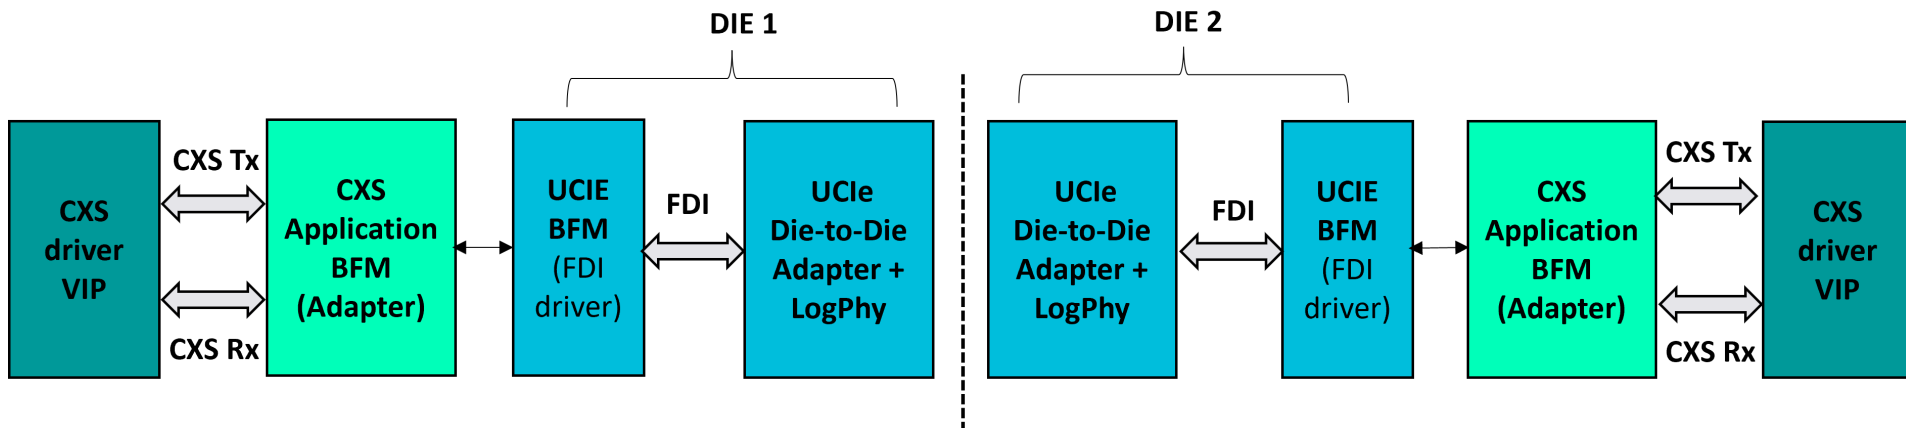 DIE 1
DIE 2
CXS
driver
VIP
CXS Tx
CXS Rx
CXS
Application
BFM
(Adapter)
UCIE
BFM
(FDI
driver)
FDI
UCIe
Die-to-Die
Adapter +
LogPhy
UCIe
Die-to-Die
Adapter +
LogPhy
FDI
UCIE
BFM
(FDI
driver)
CXS
Application
BFM
(Adapter)
CXS Tx
CXS Rx
CXS
driver
VIP